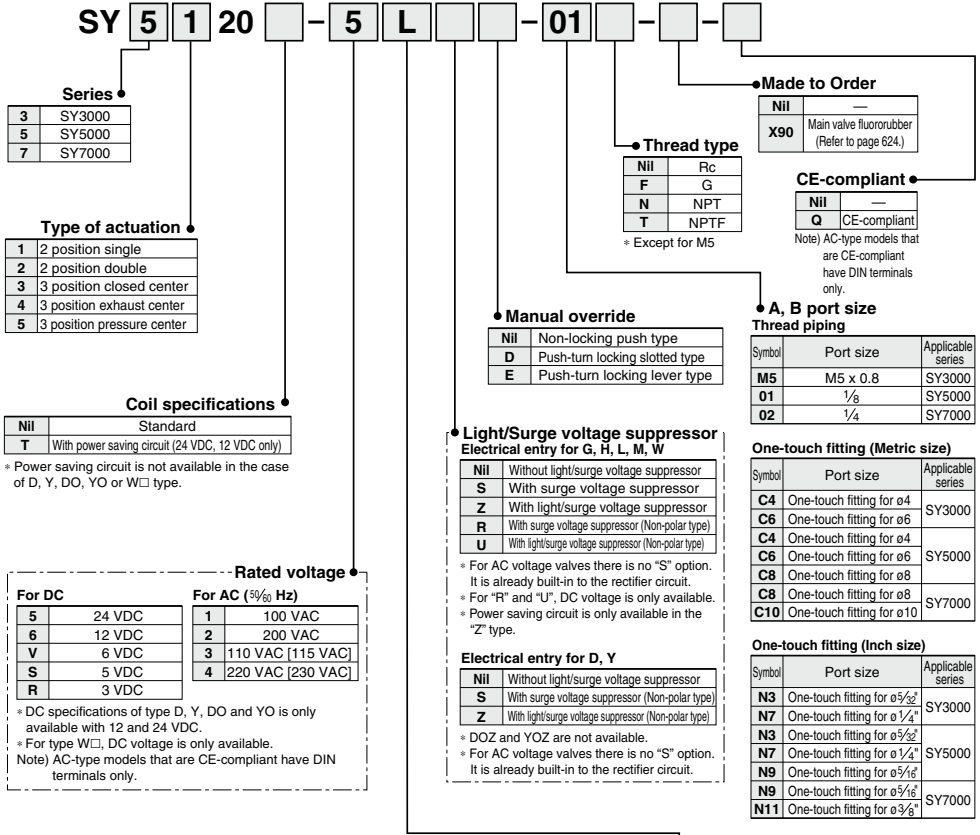 SY 5 1 20 – 5 L – 01 – –
Series
3 SY3000
5 SY5000
7 SY7000
Type of actuation
1 2 position single
2 2 position double
3 3 position closed center
4 3 position exhaust center
5 3 position pressure center
Coil specifications
Nil Standard
T With power saving circuit (24 VDC, 12 VDC only)
∗ Power saving circuit is not available in the case
of D, Y, DO, YO or W□ type.
Rated voltage
For DC
5 24 VDC
6 12 VDC
V 6 VDC
S 5 VDC
R 3 VDC
For AC (50/60 Hz)
1 100 VAC
2 200 VAC
3 110 VAC [115 VAC]
4 220 VAC [230 VAC]
∗ DC specifications of type D, Y, DO and YO is only
available with 12 and 24 VDC.
∗ For type W□, DC voltage is only available.
Note) AC-type models that are CE-compliant have DIN
terminals only.
Light/Surge voltage suppressor
Electrical entry for G, H, L, M, W
Nil Without light/surge voltage suppressor
S With surge voltage suppressor
Z With light/surge voltage suppressor
R With surge voltage suppressor (Non-polar type)
U With light/surge voltage suppressor (Non-polar type)
∗ For AC voltage valves there is no “S” option.
It is already built-in to the rectifier circuit.
∗ For “R” and “U”, DC voltage is only available.
∗ Power saving circuit is only available in the
“Z” type.
Electrical entry for D, Y
Nil Without light/surge voltage suppressor
S With surge voltage suppressor (Non-polar type)
Z With light/surge voltage suppressor (Non-polar type)
∗ DOZ and YOZ are not available.
∗ For AC voltage valves there is no “S” option.
It is already built-in to the rectifier circuit.
Manual override
Nil Non-locking push type
D Push-turn locking slotted type
E Push-turn locking lever type
Thread type
Nil Rc
F G
N NPT
T NPTF
∗ Except for M5
Made to Order
Nil —
X90 Main valve fluororubber
(Refer to page 624.)
CE-compliant
Nil —
Q CE-compliant
Note) AC-type models that
are CE-compliant
have DIN terminals
only.
A, B port size
Thread piping
Symbol Port size Applicable series
M5 M5 x 0.8 SY3000
01 1/8 SY5000
02 1/4 SY7000
One-touch fitting (Metric size)
Symbol Port size Applicable series
C4 One-touch fitting for ø4 SY3000
C6 One-touch fitting for ø6
C4 One-touch fitting for ø4
C6 One-touch fitting for ø6 SY5000
C8 One-touch fitting for ø8
C8 One-touch fitting for ø8 SY7000
C10 One-touch fitting for ø10
One-touch fitting (Inch size)
Symbol Port size Applicable series
N3 One-touch fitting for ø5/32" SY3000
N7 One-touch fitting for ø1/4"
N3 One-touch fitting for ø5/32"
N7 One-touch fitting for ø1/4" SY5000
N9 One-touch fitting for ø5/16"
N9 One-touch fitting for ø5/16" SY7000
N11 One-touch fitting for ø3/8"